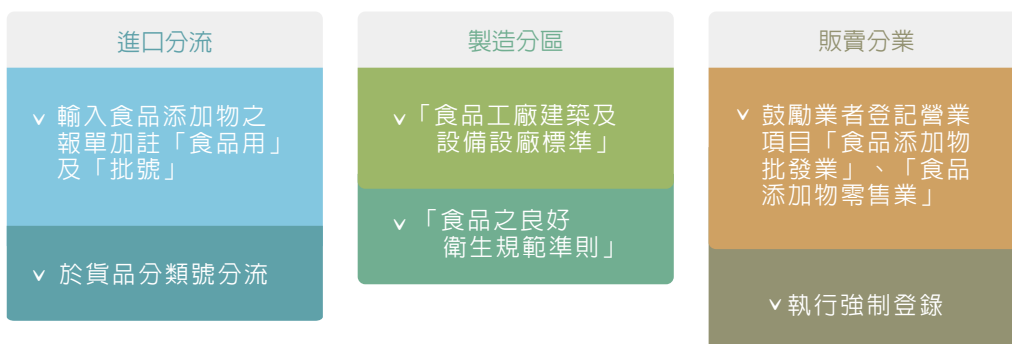 進口分流
∨ 輸入食品添加物之
報單加註「食品用」
及「批號」
∨ 於貨品分類號分流
製造分區
∨「食品工廠建築及
設備設廠標準」
∨「食品之良好
衛生規範準則」
販賣分業
∨ 鼓勵業者登記營業
項目「食品添加物
批發業」、「食品
添加物零售業」
∨執行強制登錄